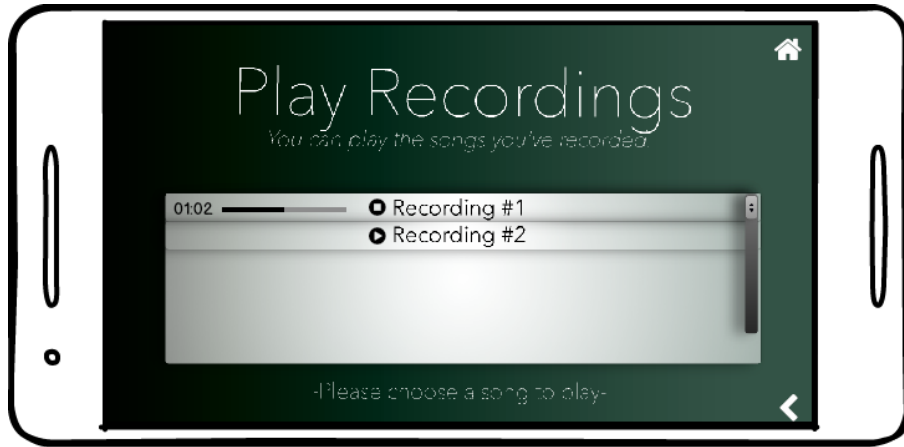 Play Recordings
You can play the songs you've recorded.
01:02 Recording #1
Recording #2
-Please choose a song to play-